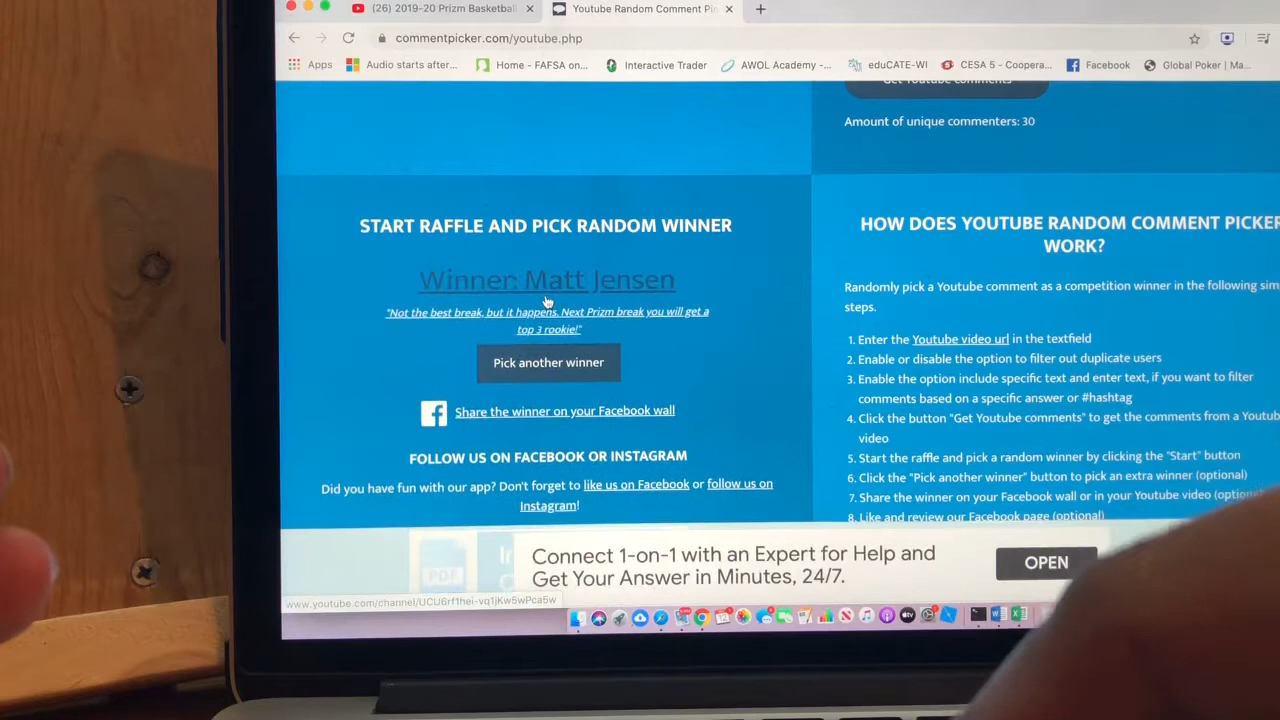 (26) 2019-20 Prizm Basketball
Youtube Random Comment Pi
commentpicker.com/youtube.php
Apps
Audio starts after...
Home - FAFSA on...
Interactive Trader
AWOL Academy -...
eduCATE-WI
CESA 5 - Coopera...
Facebook
Global Poker | Ma...
Get Youtube comments
Amount of unique commenters: 30
START RAFFLE AND PICK RANDOM WINNER
Winner: Matt Jensen
"Not the best break, but it happens. Next Prizm break you will get a
top 3 rookie!"
Pick another winner
Share the winner on your Facebook wall
FOLLOW US ON FACEBOOK OR INSTAGRAM
Did you have fun with our app? Don't forget to like us on Facebook or follow us on
Instagram!
HOW DOES YOUTUBE RANDOM COMMENT PICKER
WORK?
Randomly pick a Youtube comment as a competition winner in the following sim
steps.
1. Enter the Youtube video url in the textfield
2. Enable or disable the option to filter out duplicate users
3. Enable the option include specific text and enter text, if you want to filter
comments based on a specific answer or #hashtag
4. Click the button "Get Youtube comments" to get the comments from a Youtub
video
5. Start the raffle and pick a random winner by clicking the "Start" button
6. Click the "Pick another winner" button to pick an extra winner (optional)
7. Share the winner on your Facebook wall or in your Youtube video (option
8. Like and review our Facebook page (optional)
PDF
Connect 1-on-1 with an Expert for Help and
Get Your Answer in Minutes, 24/7.
OPEN
www.youtube.com/channel/UCU6rf1hei-vq1jKw5wPca5w